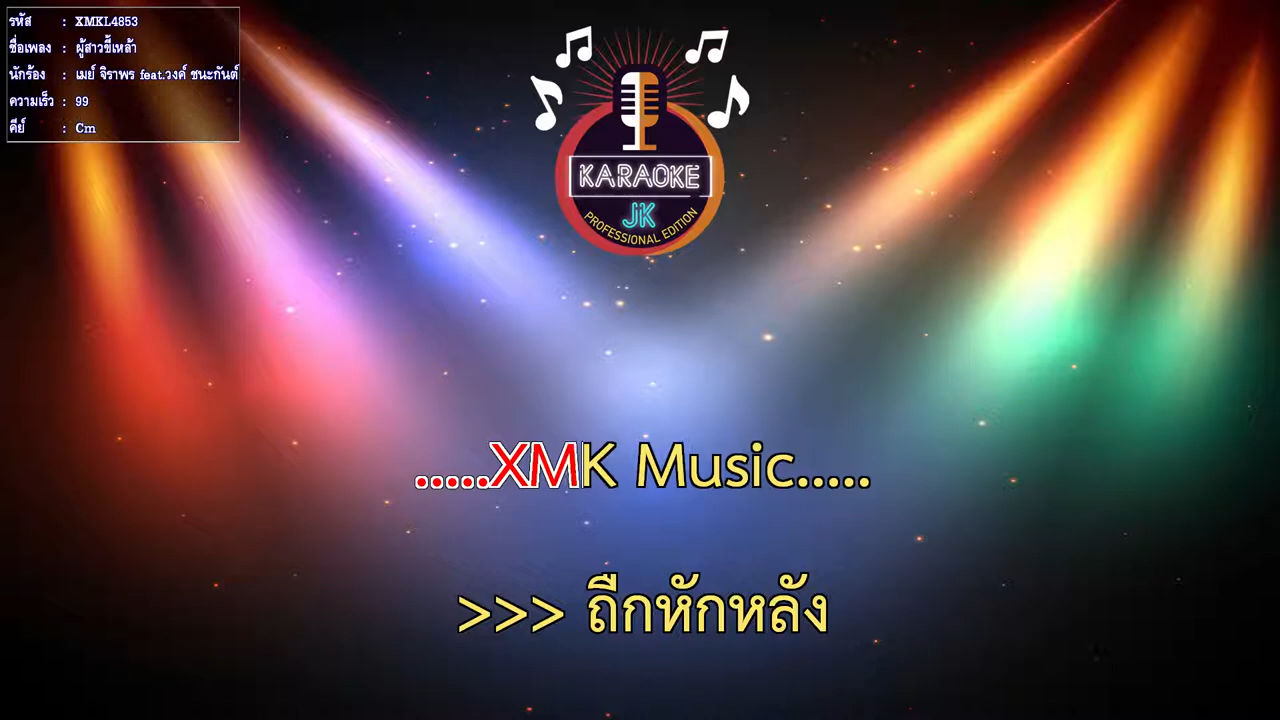 รหัส : XMKL4853
ชื่อเพลง : ผู้สาวขี้เหล้า
นักร้อง : เมย์ จิราพร feat.วงค์ ชนะกันต์
ความเร็ว : 99
คีย์ : Cm
KARAOKE
JK
PROFESSIONAL EDITION
.....XMK Music.....
>>> ถืกหักหลัง